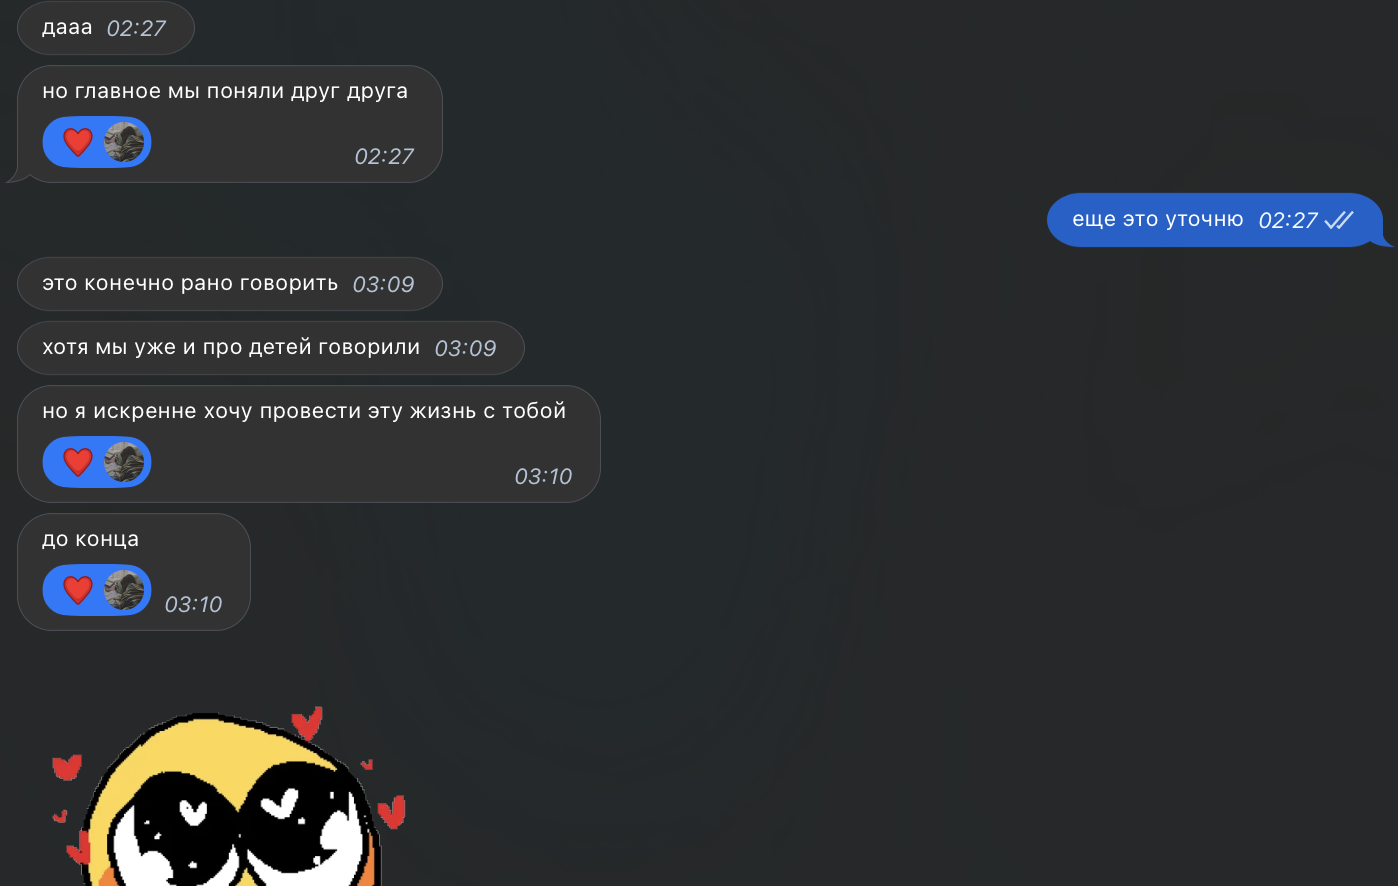 дааа 02:27
но главное мы поняли друг друга
02:27
еще это уточню 02:27
это конечно рано говорить 03:09
хотя мы уже и про детей говорили 03:09
но я искренне хочу провести эту жизнь с тобой
03:10
до конца
03:10